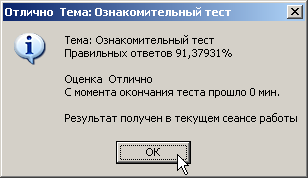 Отлично Тема: Ознакомительный тест
Тема: Ознакомительный тест
Правильных ответов 91,37931%
Оценка Отлично
С момента окончания теста прошло 0 мин.
Результат получен в текущем сеансе работы
OK